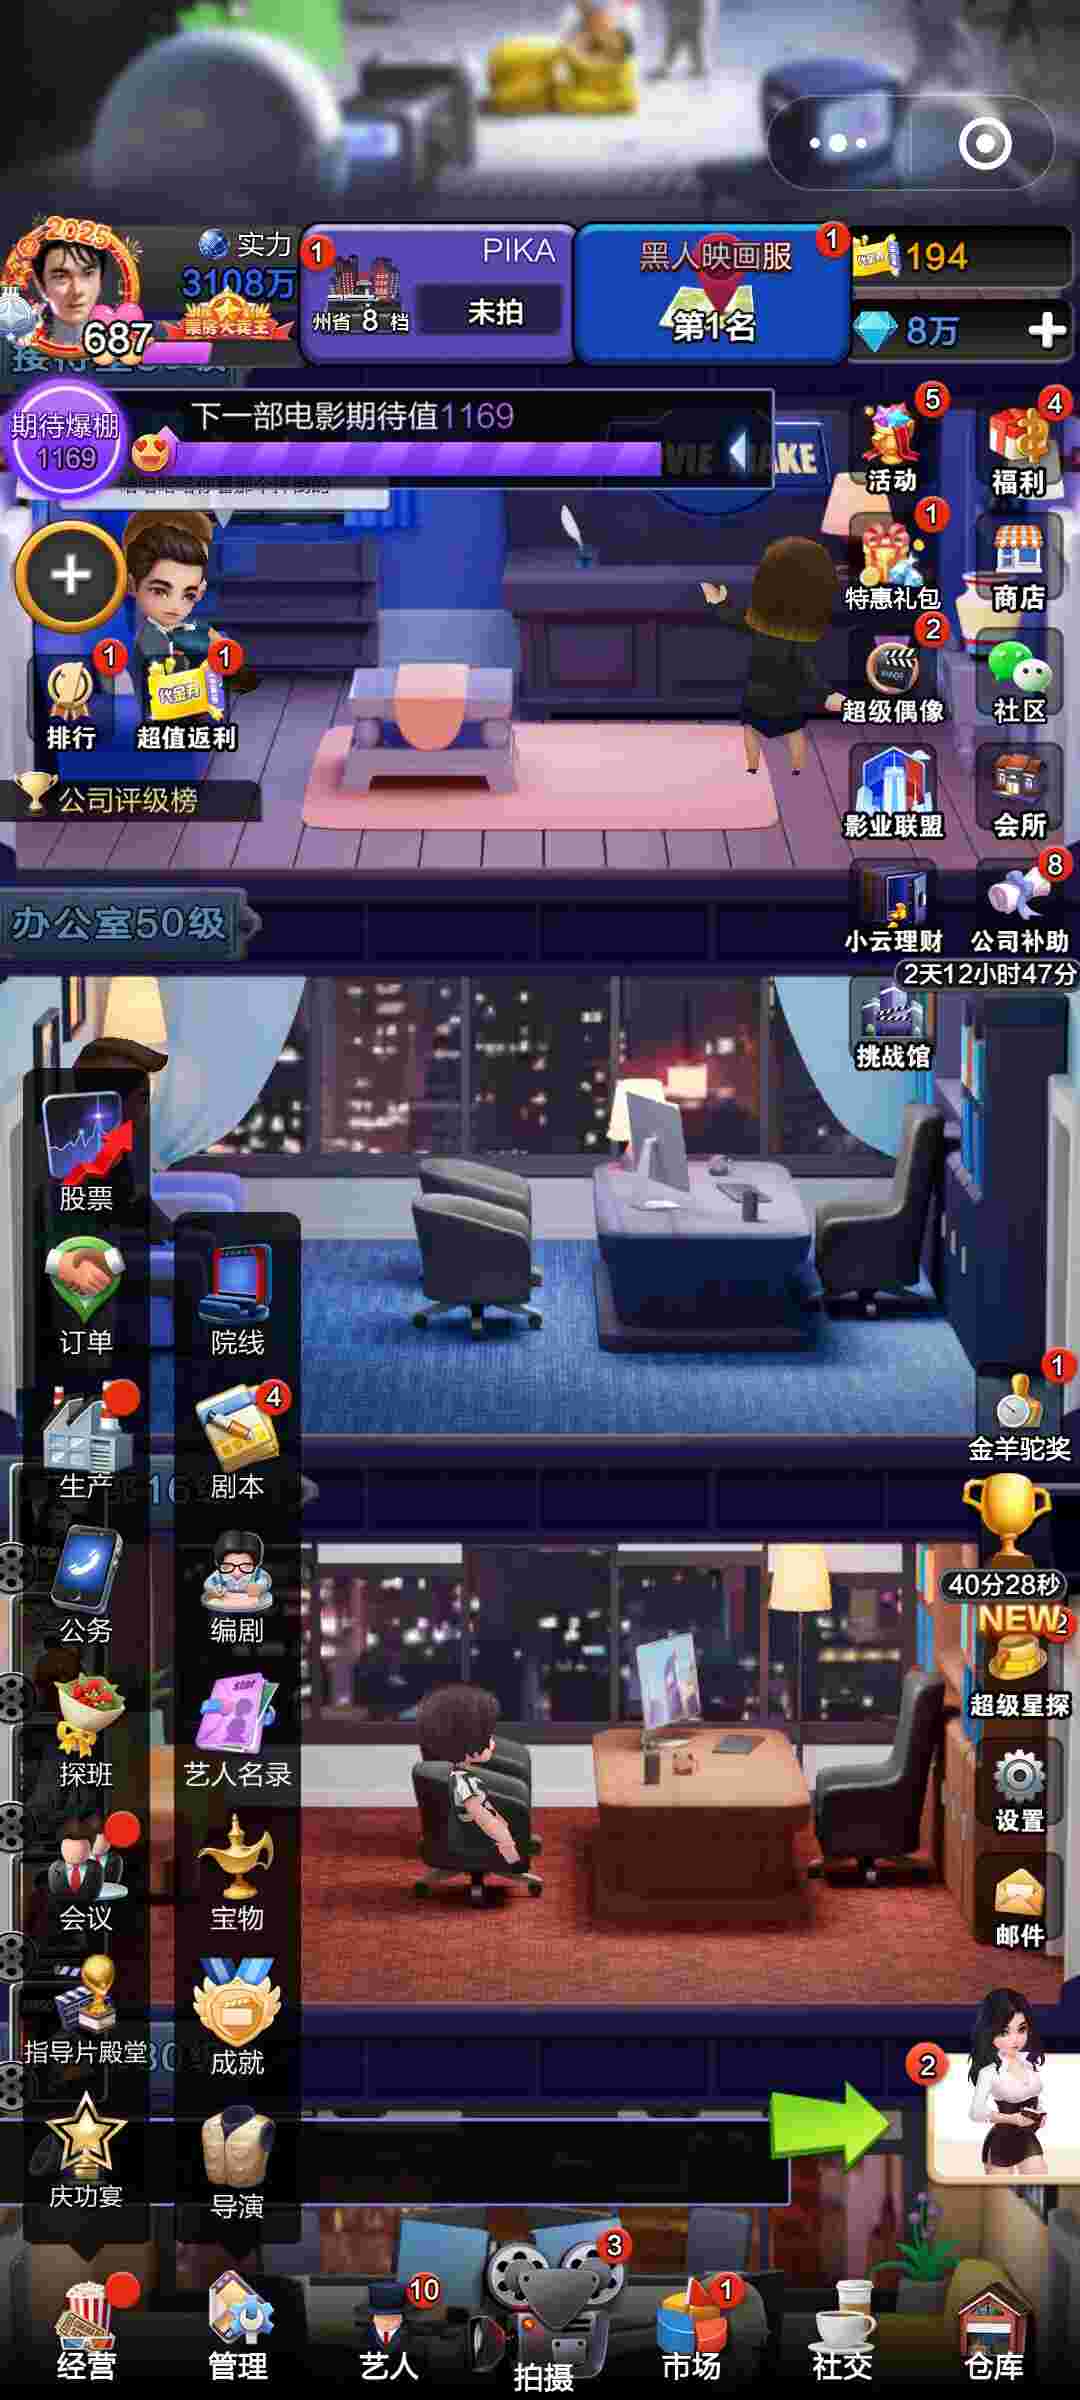 2025
实力
3108万
687
票房大卖王
1
PIKA
州省 8 档
未拍
黑人映画服
1
第1名
代金券
194
8万
期待爆棚
1169
下一部电影期待值1169
5
活动
4
福利
1
特惠礼包
商店
2
超级偶像
社区
1
排行
1
代金券
超值返利
公司评级榜
影业联盟
会所
小云理财
8
公司补助
2天12小时47分
办公室50级
挑战馆
股票
订单
院线
生产
4
剧本
公务
编剧
探班
star
艺人名录
会议
宝物
指导片殿堂
成就
庆功宴
导演
1
金羊驼奖
40分28秒
NEW
2
超级星探
设置
邮件
2
经营
管理
10
艺人
3
拍摄
1
市场
社交
仓库